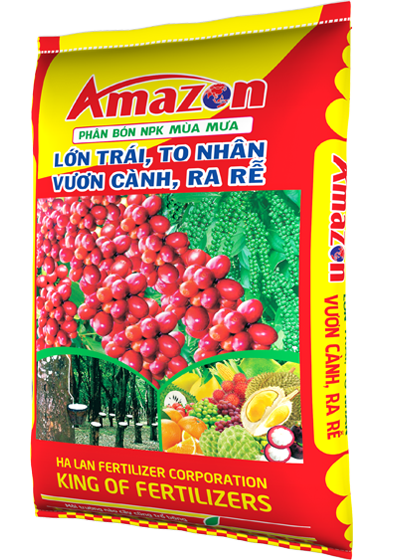 Amazon
PHÂN BÓN NPK MÙA MƯA
LỚN TRÁI, TO NHÂN
VƯƠN CÀNH, RA RỄ
HA LAN FERTILIZER CORPORATION
KING OF FERTILIZERS
Amazon
VƯƠN CÀNH, RA RỄ